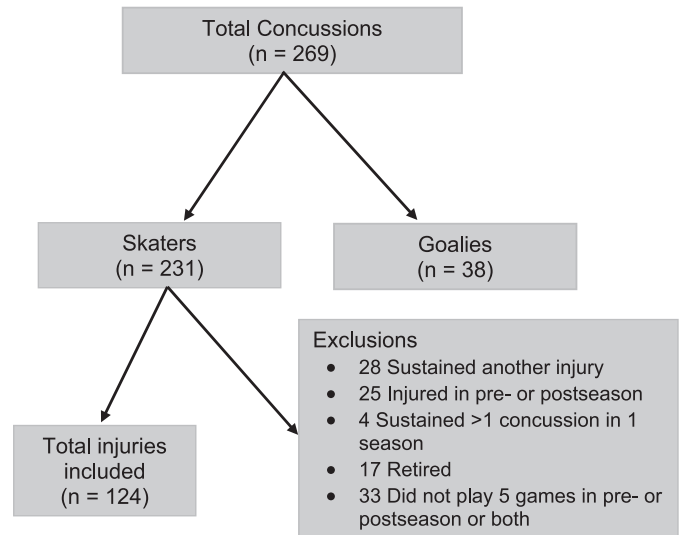 Total Concussions
(n = 269)
Skaters
(n = 231)
Goalies
(n = 38)
Total injuries
included
(n = 124)
Exclusions
• 28 Sustained another injury
• 25 Injured in pre- or postseason
• 4 Sustained >1 concussion in 1
season
• 17 Retired
• 33 Did not play 5 games in pre- or
postseason or both